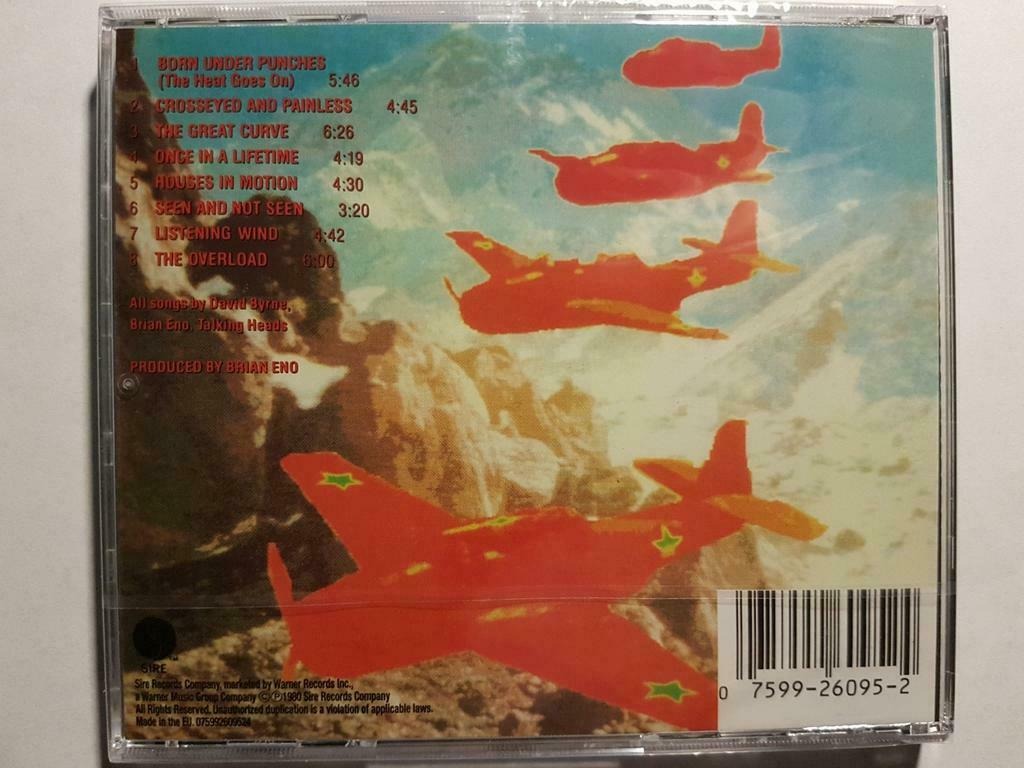 1 BORN UNDER PUNCHES
(The Heat Goes On) 5:46
2 CROSSEYED AND PAINLESS 4:45
3 THE GREAT CURVE 6:26
4 ONCE IN A LIFETIME 4:19
5 HOUSES IN MOTION 4:30
6 SEEN AND NOT SEEN 3:20
7 LISTENING WIND 4:42
8 THE OVERLOAD 6:00
All songs by David Byrne,
Brian Eno, Talking Heads
PRODUCED BY BRIAN ENO
SIRE ™
Sire Records Company, marketed by Warner Records Inc.,
a Warner Music Group Company ©℗1980 Sire Records Company
All Rights Reserved. Unauthorized duplication is a violation of applicable laws.
Made in the EU. 075992609524
0 7599-26095-2